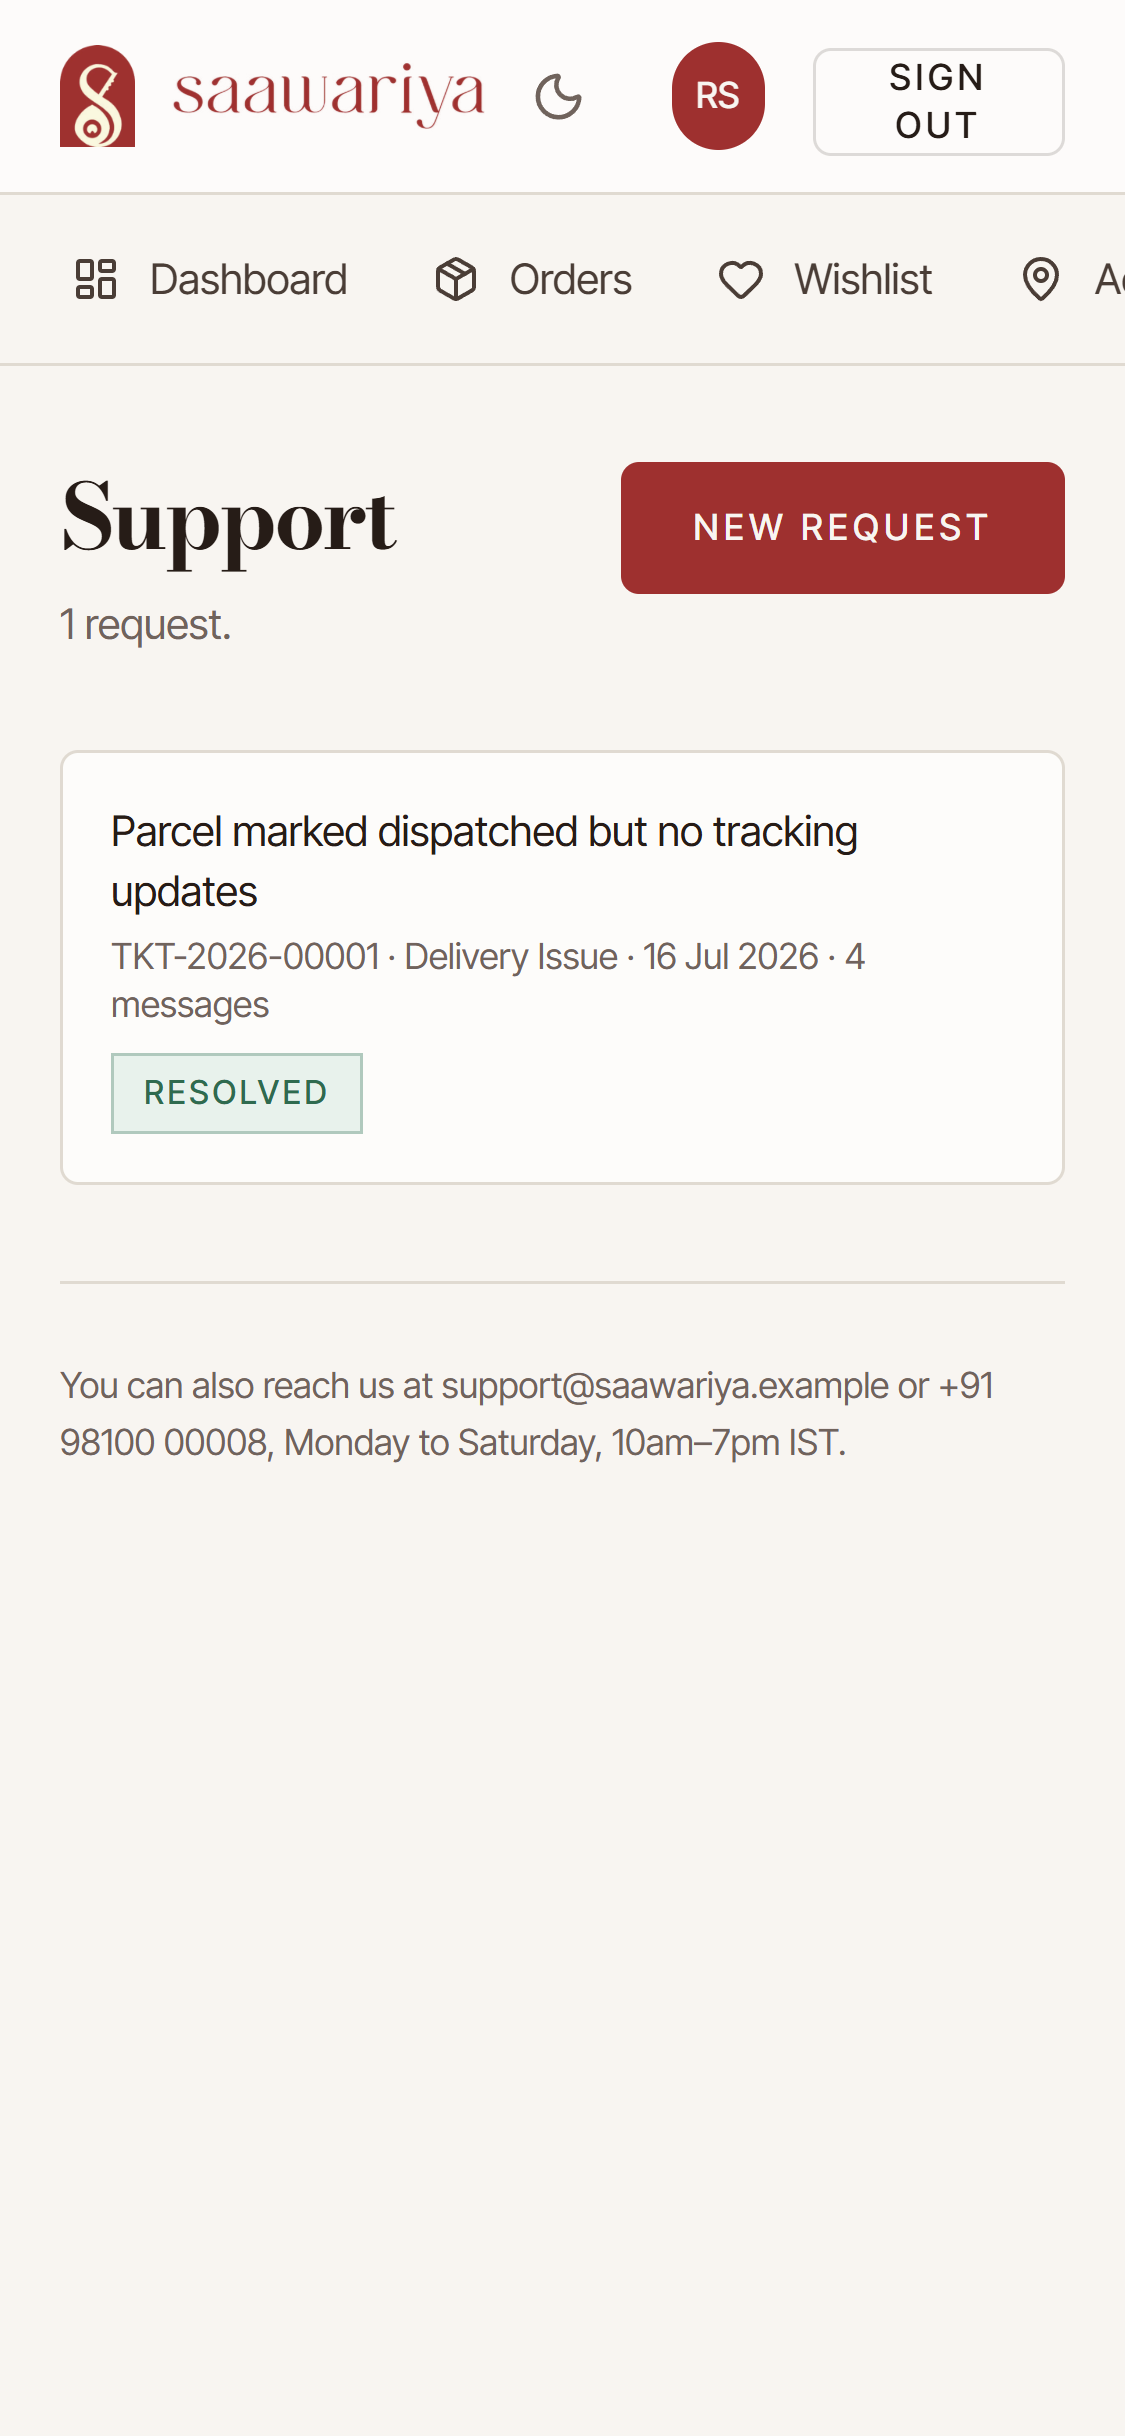 saawariya
RS
SIGN
OUT
Dashboard
Orders
Wishlist
Support
NEW REQUEST
1 request.
Parcel marked dispatched but no tracking
updates
TKT-2026-00001 · Delivery Issue · 16 Jul 2026 · 4
messages
RESOLVED
You can also reach us at support@saawariya.example or +91
98100 00008, Monday to Saturday, 10am–7pm IST.